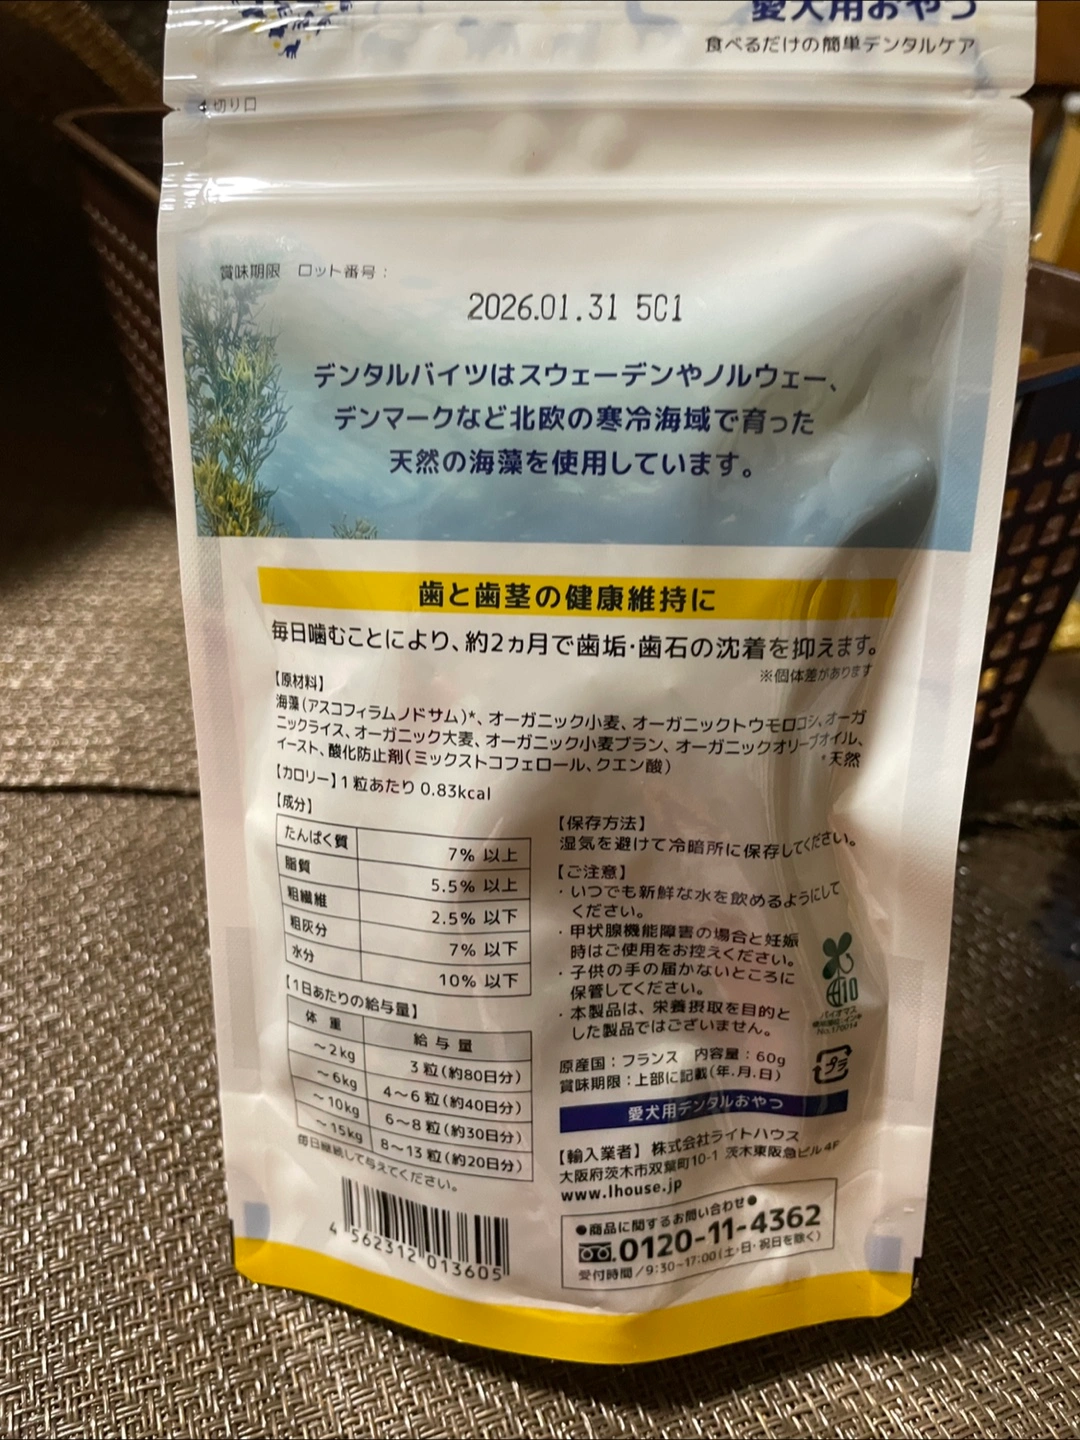 愛犬用おやつ
食べるだけの簡単デンタルケア
切り口
賞味期限 ロット番号:
2026.01.31 5C1
デンタルバイツはスウェーデンやノルウェー、
デンマークなど北欧の寒冷海域で育った
天然の海藻を使用しています。
歯と歯茎の健康維持に
毎日噛むことにより、約2ヵ月で歯垢・歯石の沈着を抑えます。
※個体差があります
【原材料】
海藻(アスコフィラムノドサム)*、オーガニック小麦、オーガニックトウモロコシ、オーガ
ニックライス、オーガニック大麦、オーガニック小麦ブラン、オーガニックオリーブオイル、
イースト、酸化防止剤(ミックストコフェロール、クエン酸)
*天然
【カロリー】1粒あたり 0.83kcal
【成分】
たんぱく質 7% 以上
脂質 5.5% 以上
粗繊維 2.5% 以下
粗灰分 7% 以下
水分 10% 以下
【1日あたりの給与量】
体 重 給 与 量
～2kg 3 粒(約80日分)
～6kg 4～6 粒(約40日分)
～10kg 6～8 粒(約30日分)
～15kg 8～13 粒(約20日分)
毎日継続して与えてください。
4 562312 013605
【保存方法】
湿気を避けて冷暗所に保存してください。
【ご注意】
・いつでも新鮮な水を飲めるようにして
ください。
・甲状腺機能障害の場合と妊娠
時はご使用をお控えください。
・子供の手の届かないところに
保管してください。
・本製品は、栄養摂取を目的と
した製品ではございません。
バイオマス
No.170014
原産国：フランス 内容量：60g
賞味期限：上部に記載(年.月.日)
プラ
愛犬用デンタルおやつ
【輸入業者】 株式会社ライトハウス
大阪府茨木市双葉町10-1 茨木東阪急ビル4F
www.lhouse.jp
●商品に関するお問い合わせ●
0120-11-4362
受付時間／9:30~17:00(土・日・祝日を除く)